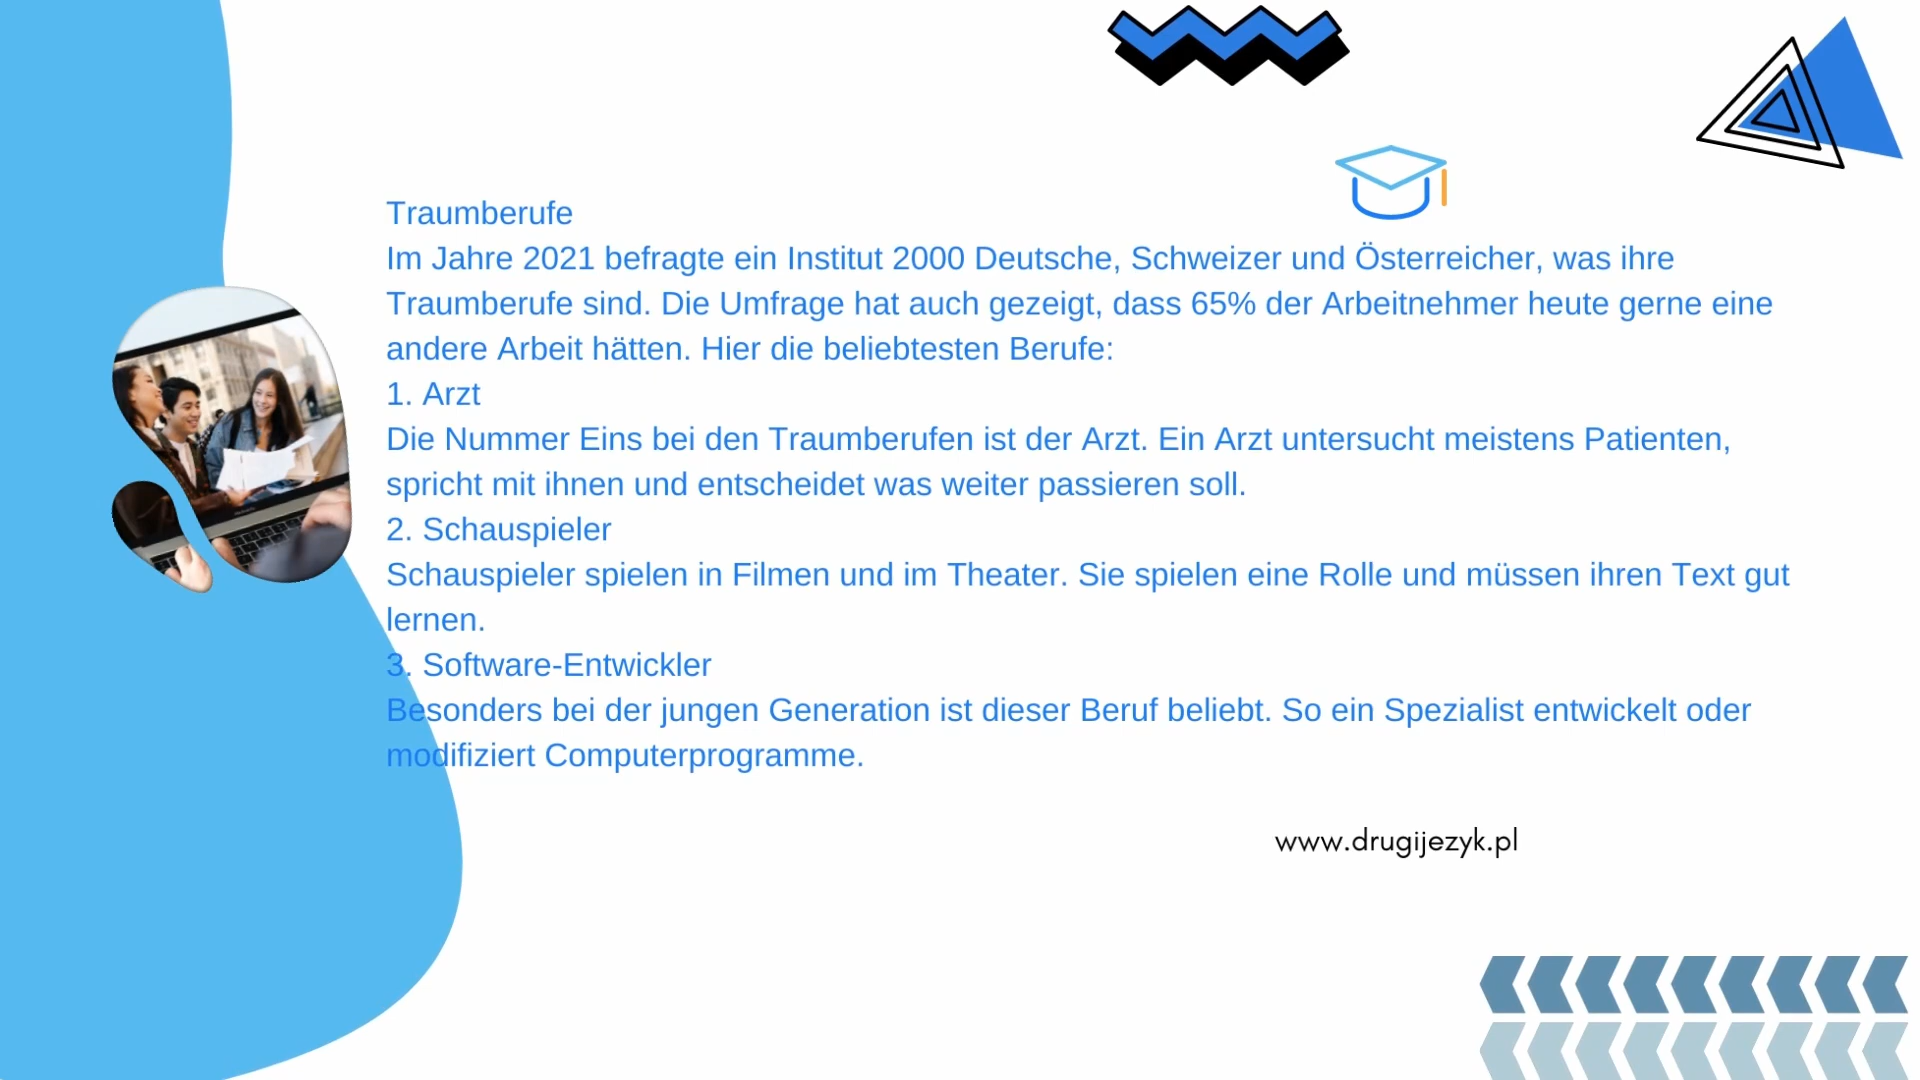 Traumberufe
Im Jahre 2021 befragte ein Institut 2000 Deutsche, Schweizer und Österreicher, was ihre
Traumberufe sind. Die Umfrage hat auch gezeigt, dass 65% der Arbeitnehmer heute gerne eine
andere Arbeit hätten. Hier die beliebtesten Berufe:
1. Arzt
Die Nummer Eins bei den Traumberufen ist der Arzt. Ein Arzt untersucht meistens Patienten,
spricht mit ihnen und entscheidet was weiter passieren soll.
2. Schauspieler
Schauspieler spielen in Filmen und im Theater. Sie spielen eine Rolle und müssen ihren Text gut
lernen.
3. Software-Entwickler
Besonders bei der jungen Generation ist dieser Beruf beliebt. So ein Spezialist entwickelt oder
modifiziert Computerprogramme.
www.drugijezyk.pl